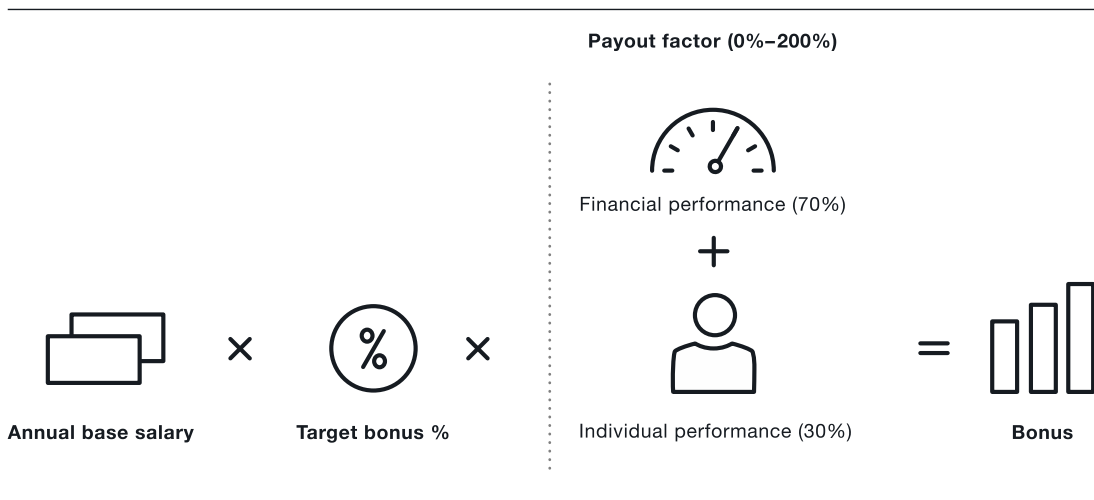 Payout factor (0%–200%)
Financial performance (70%)
+
%
× × =
Annual base salary
Target bonus %
Individual performance (30%)
Bonus